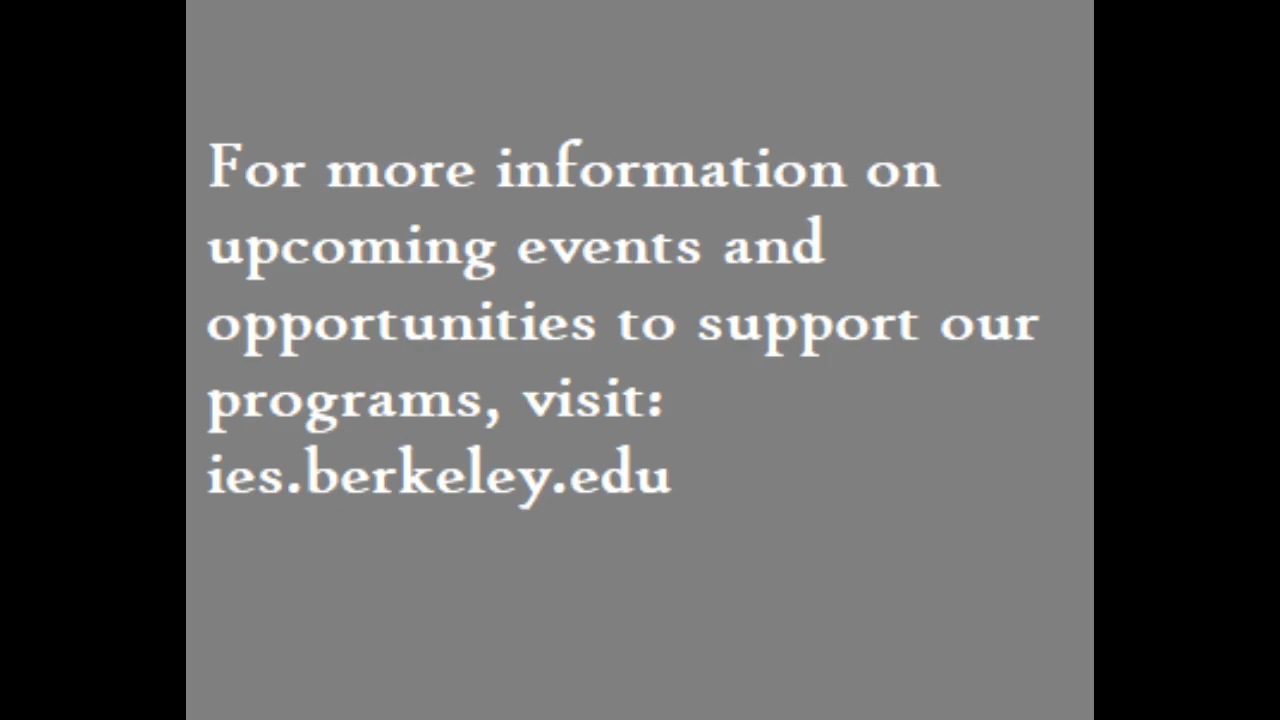 For more information on
upcoming events and
opportunities to support our
programs, visit:
ies.berkeley.edu